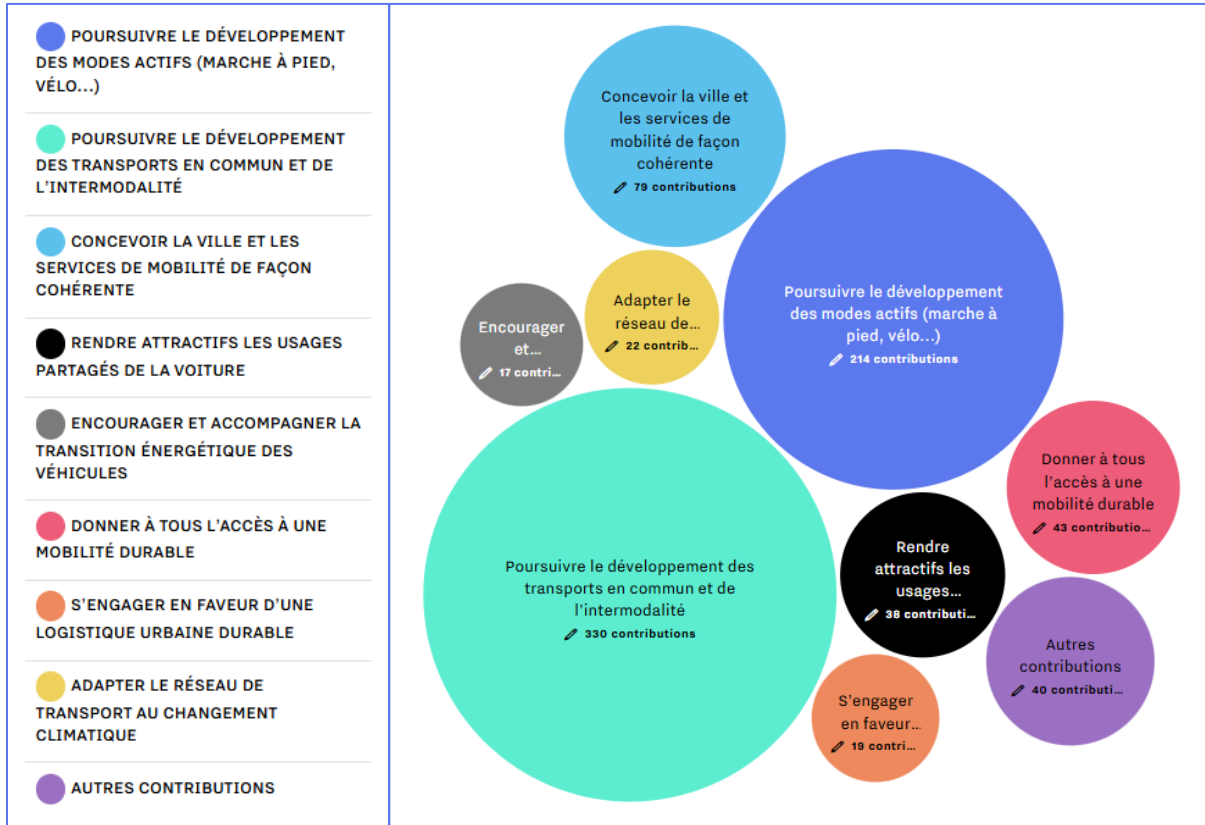 POURSUIVRE LE DÉVELOPPEMENT
DES MODES ACTIFS (MARCHE À PIED,
VÉLO...)
POURSUIVRE LE DÉVELOPPEMENT
DES TRANSPORTS EN COMMUN ET DE
L'INTERMODALITÉ
CONCEVOIR LA VILLE ET LES
SERVICES DE MOBILITÉ DE FAÇON
COHÉRENTE
RENDRE ATTRACTIFS LES USAGES
PARTAGÉS DE LA VOITURE
ENCOURAGER ET ACCOMPAGNER LA
TRANSITION ÉNERGÉTIQUE DES
VÉHICULES
DONNER À TOUS L'ACCÈS À UNE
MOBILITÉ DURABLE
S'ENGAGER EN FAVEUR D'UNE
LOGISTIQUE URBAINE DURABLE
ADAPTER LE RÉSEAU DE
TRANSPORT AU CHANGEMENT
CLIMATIQUE
AUTRES CONTRIBUTIONS
Concevoir la ville et
les services de
mobilité de façon
cohérente
79 contributions
Poursuivre le développement
des modes actifs (marche à
pied, vélo...)
214 contributions
Adapter le
réseau de...
22 contrib...
Encourager
et...
17 contri...
Donner à tous
l'accès à une
mobilité durable
43 contributio...
Rendre
attractifs les
usages...
38 contributi...
Poursuivre le développement des
transports en commun et de
l'intermodalité
330 contributions
Autres
contributions
40 contributi...
S'engager
en faveur...
19 contri...